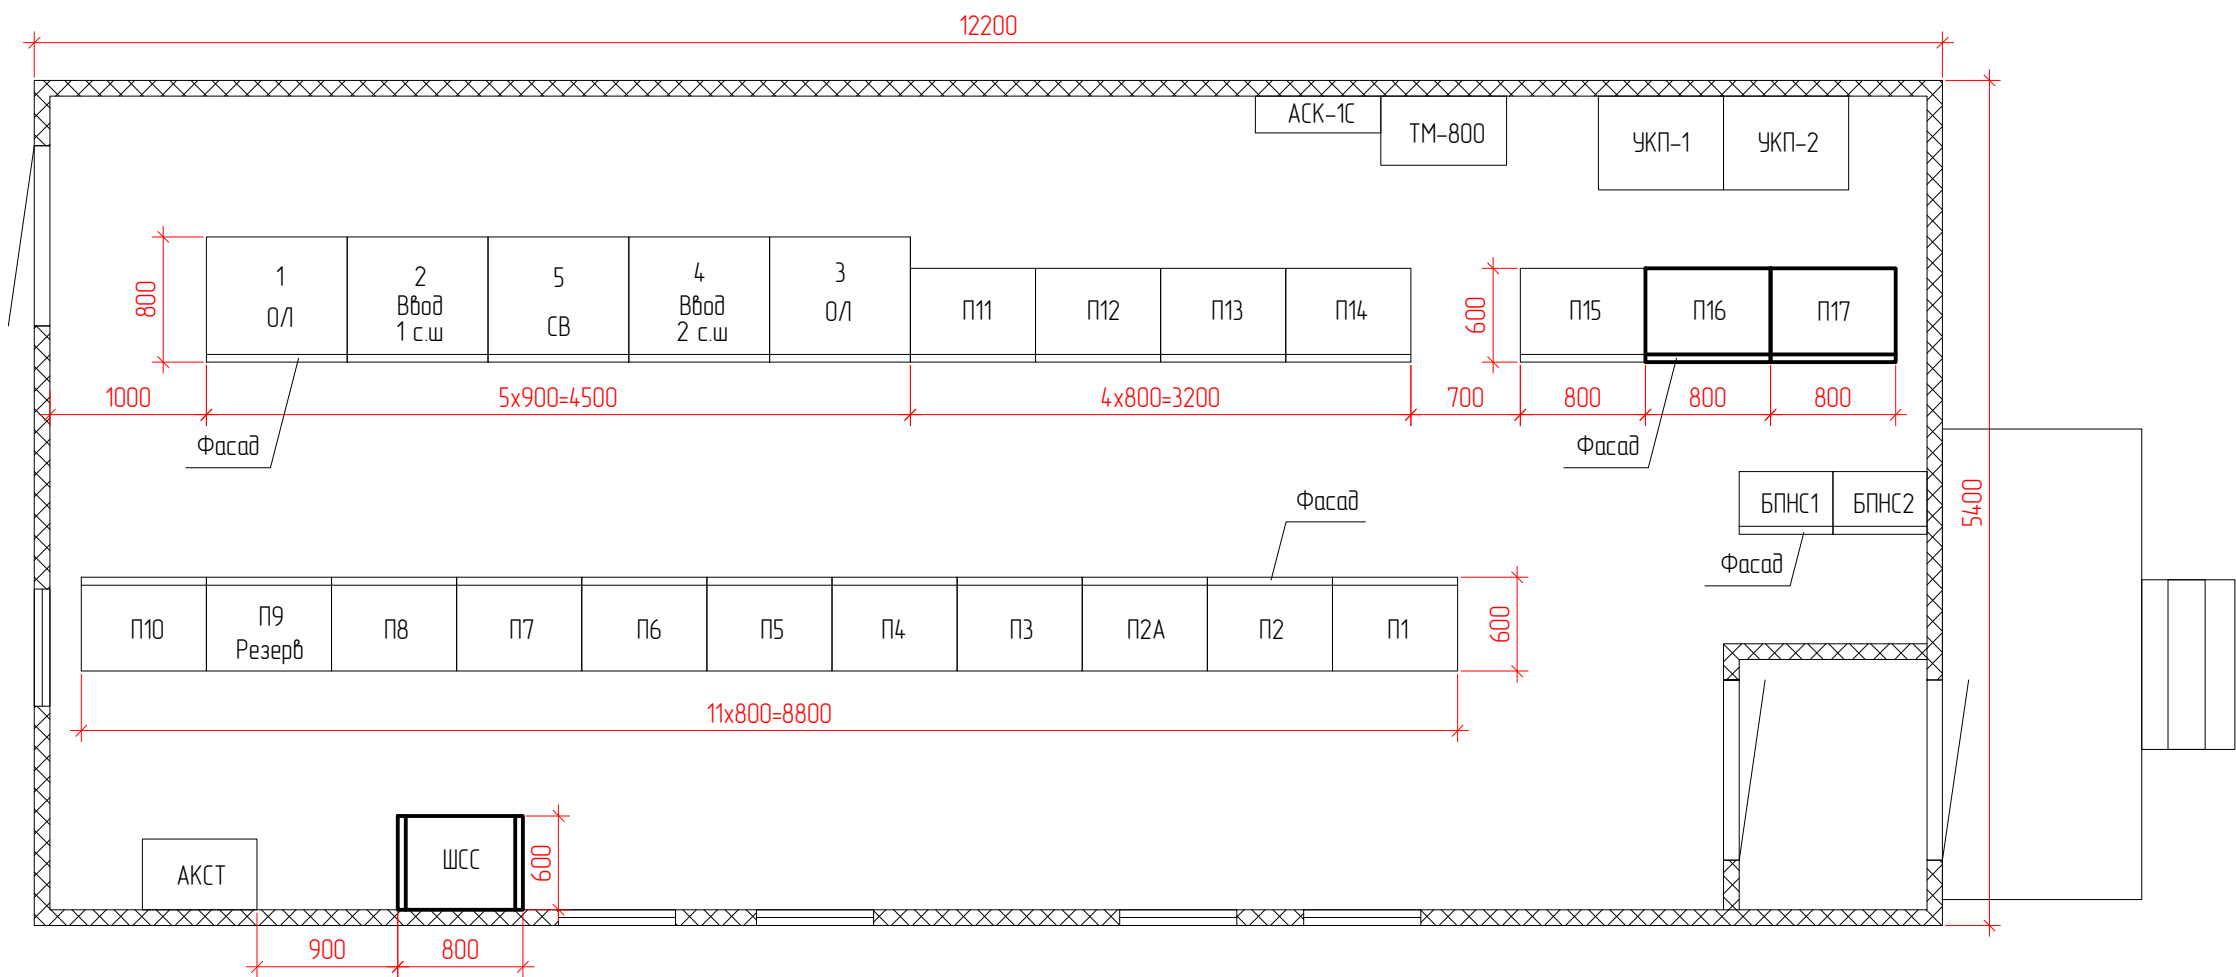 12200
АСК-1С
ТМ-800
УКП-1
УКП-2
800
1
О/Л
2
Ввод
1 с.ш
5
СВ
4
Ввод
2 с.ш
3
О/Л
П11
П12
П13
П14
600
П15
П16
П17
1000
5х900=4500
4х800=3200
700
800
800
800
Фасад
Фасад
Фасад
БПНС1
БПНС2
Фасад
5400
П10
П9
Резерв
П8
П7
П6
П5
П4
П3
П2А
П2
П1
600
11х800=8800
АКСТ
ШСС
600
900
800